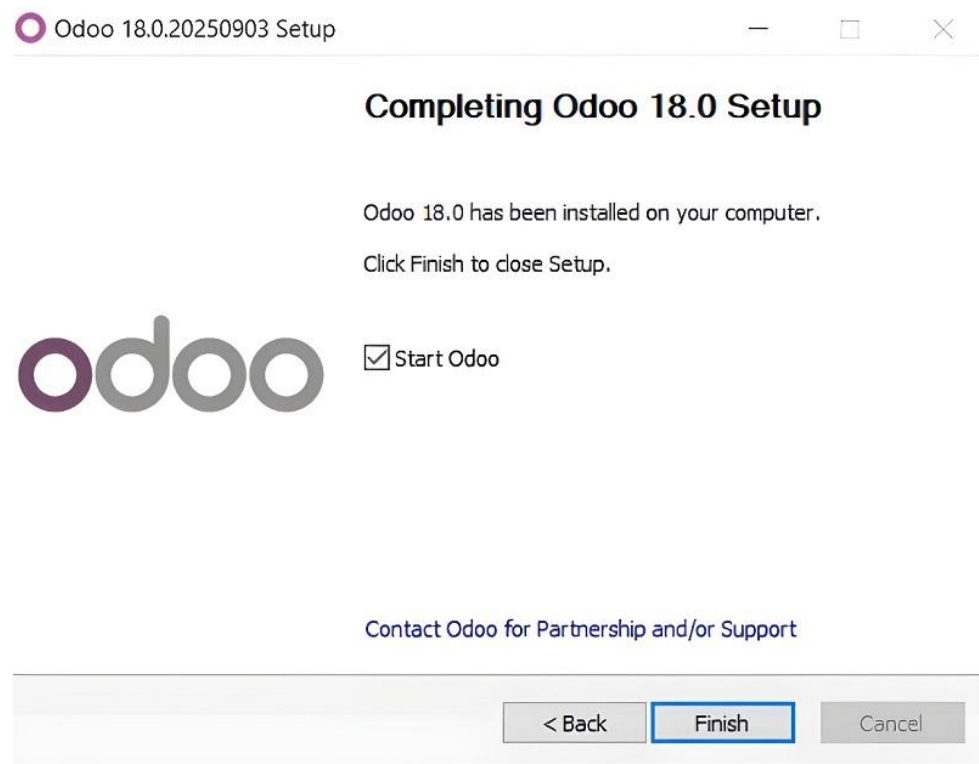 Odoo 18.0.20250903 Setup
Completing Odoo 18.0 Setup
Odoo 18.0 has been installed on your computer.
Click Finish to close Setup.
odoo
Start Odoo
Contact Odoo for Partnership and/or Support
< Back
Finish
Cancel